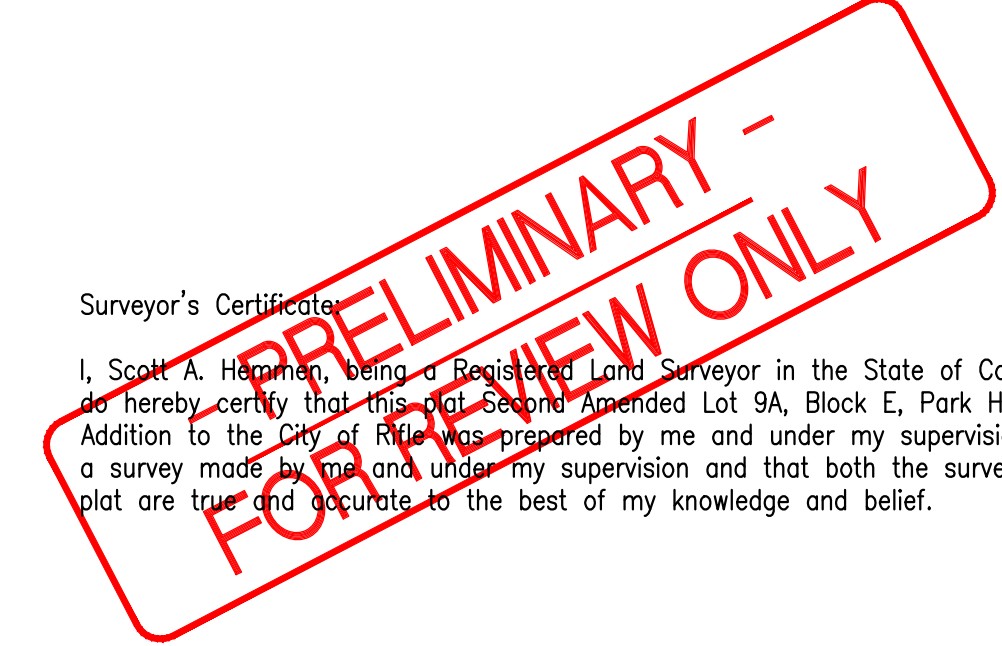 - PRELIMINARY -
FOR REVIEW ONLY
Surveyor's Certificate:
I, Scott A. Hemmen, being a Registered Land Surveyor in the State of Co
do hereby certify that this plat Second Amended Lot 9A, Block E, Park H
Addition to the City of Rifle was prepared by me and under my supervisi
a survey made by me and under my supervision and that both the surve
plat are true and accurate to the best of my knowledge and belief.